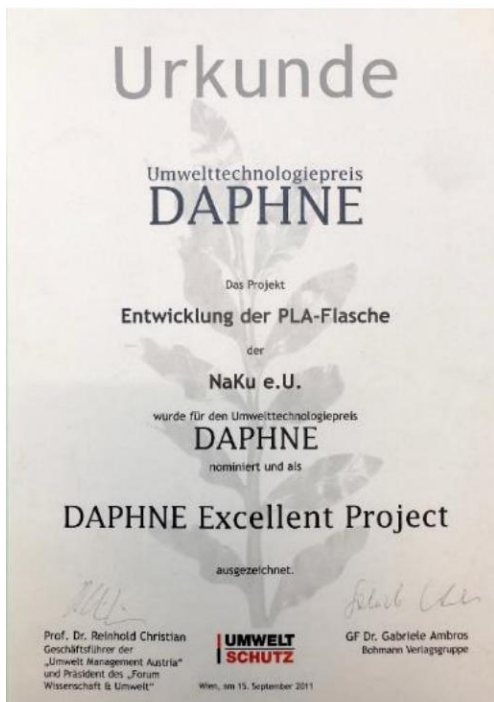 Urkunde
Umwelttechnologiepreis
DAPHNE
Das Projekt
Entwicklung der PLA-Flasche
der
NaKu e.U.
wurde für den Umwelttechnologiepreis
DAPHNE
nominiert und als
DAPHNE Excellent Project
ausgezeichnet.
Prof. Dr. Reinhold Christian
Geschäftsführer der
„Umwelt Management Austria"
und Präsident des „Forum
Wissenschaft & Umwelt"
UMWELT
SCHUTZ
Wien, am 15. September 2011
GF Dr. Gabriele Ambros
Bohmann Verlagsgruppe